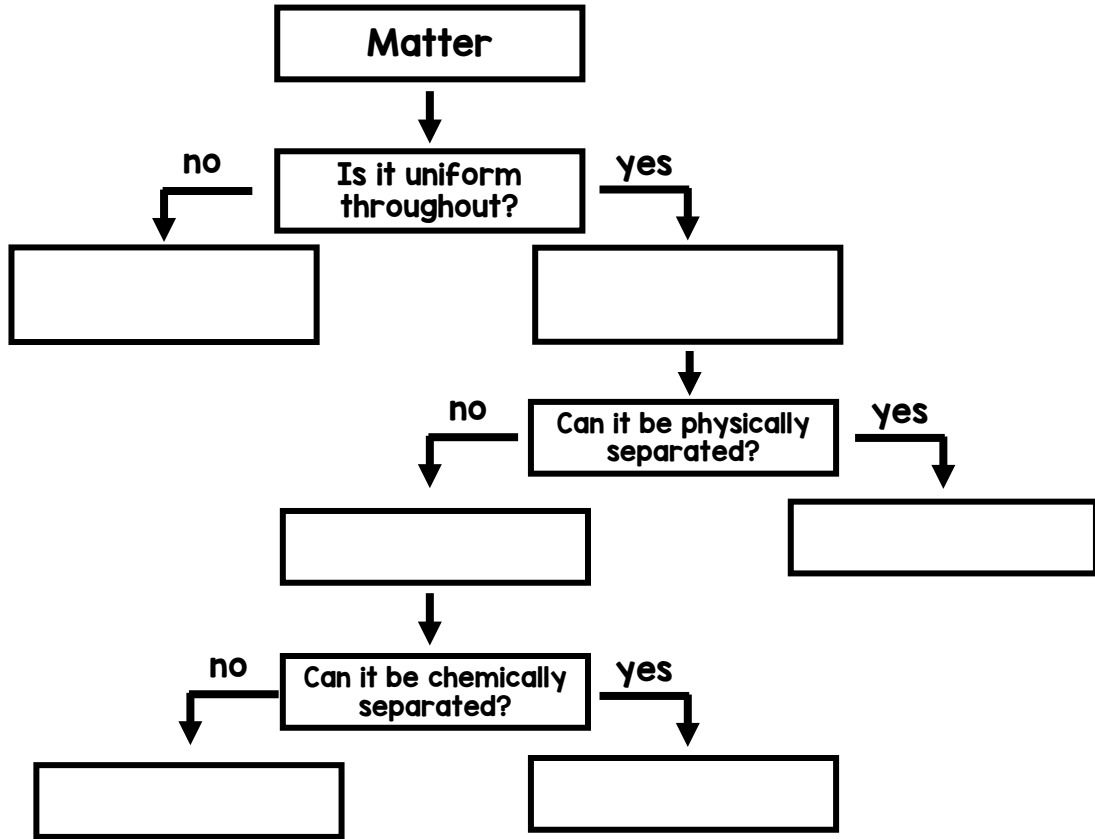 Matter
no
Is it uniform
throughout?
yes
no
Can it be physically
separated?
yes
no
Can it be chemically
separated?
yes